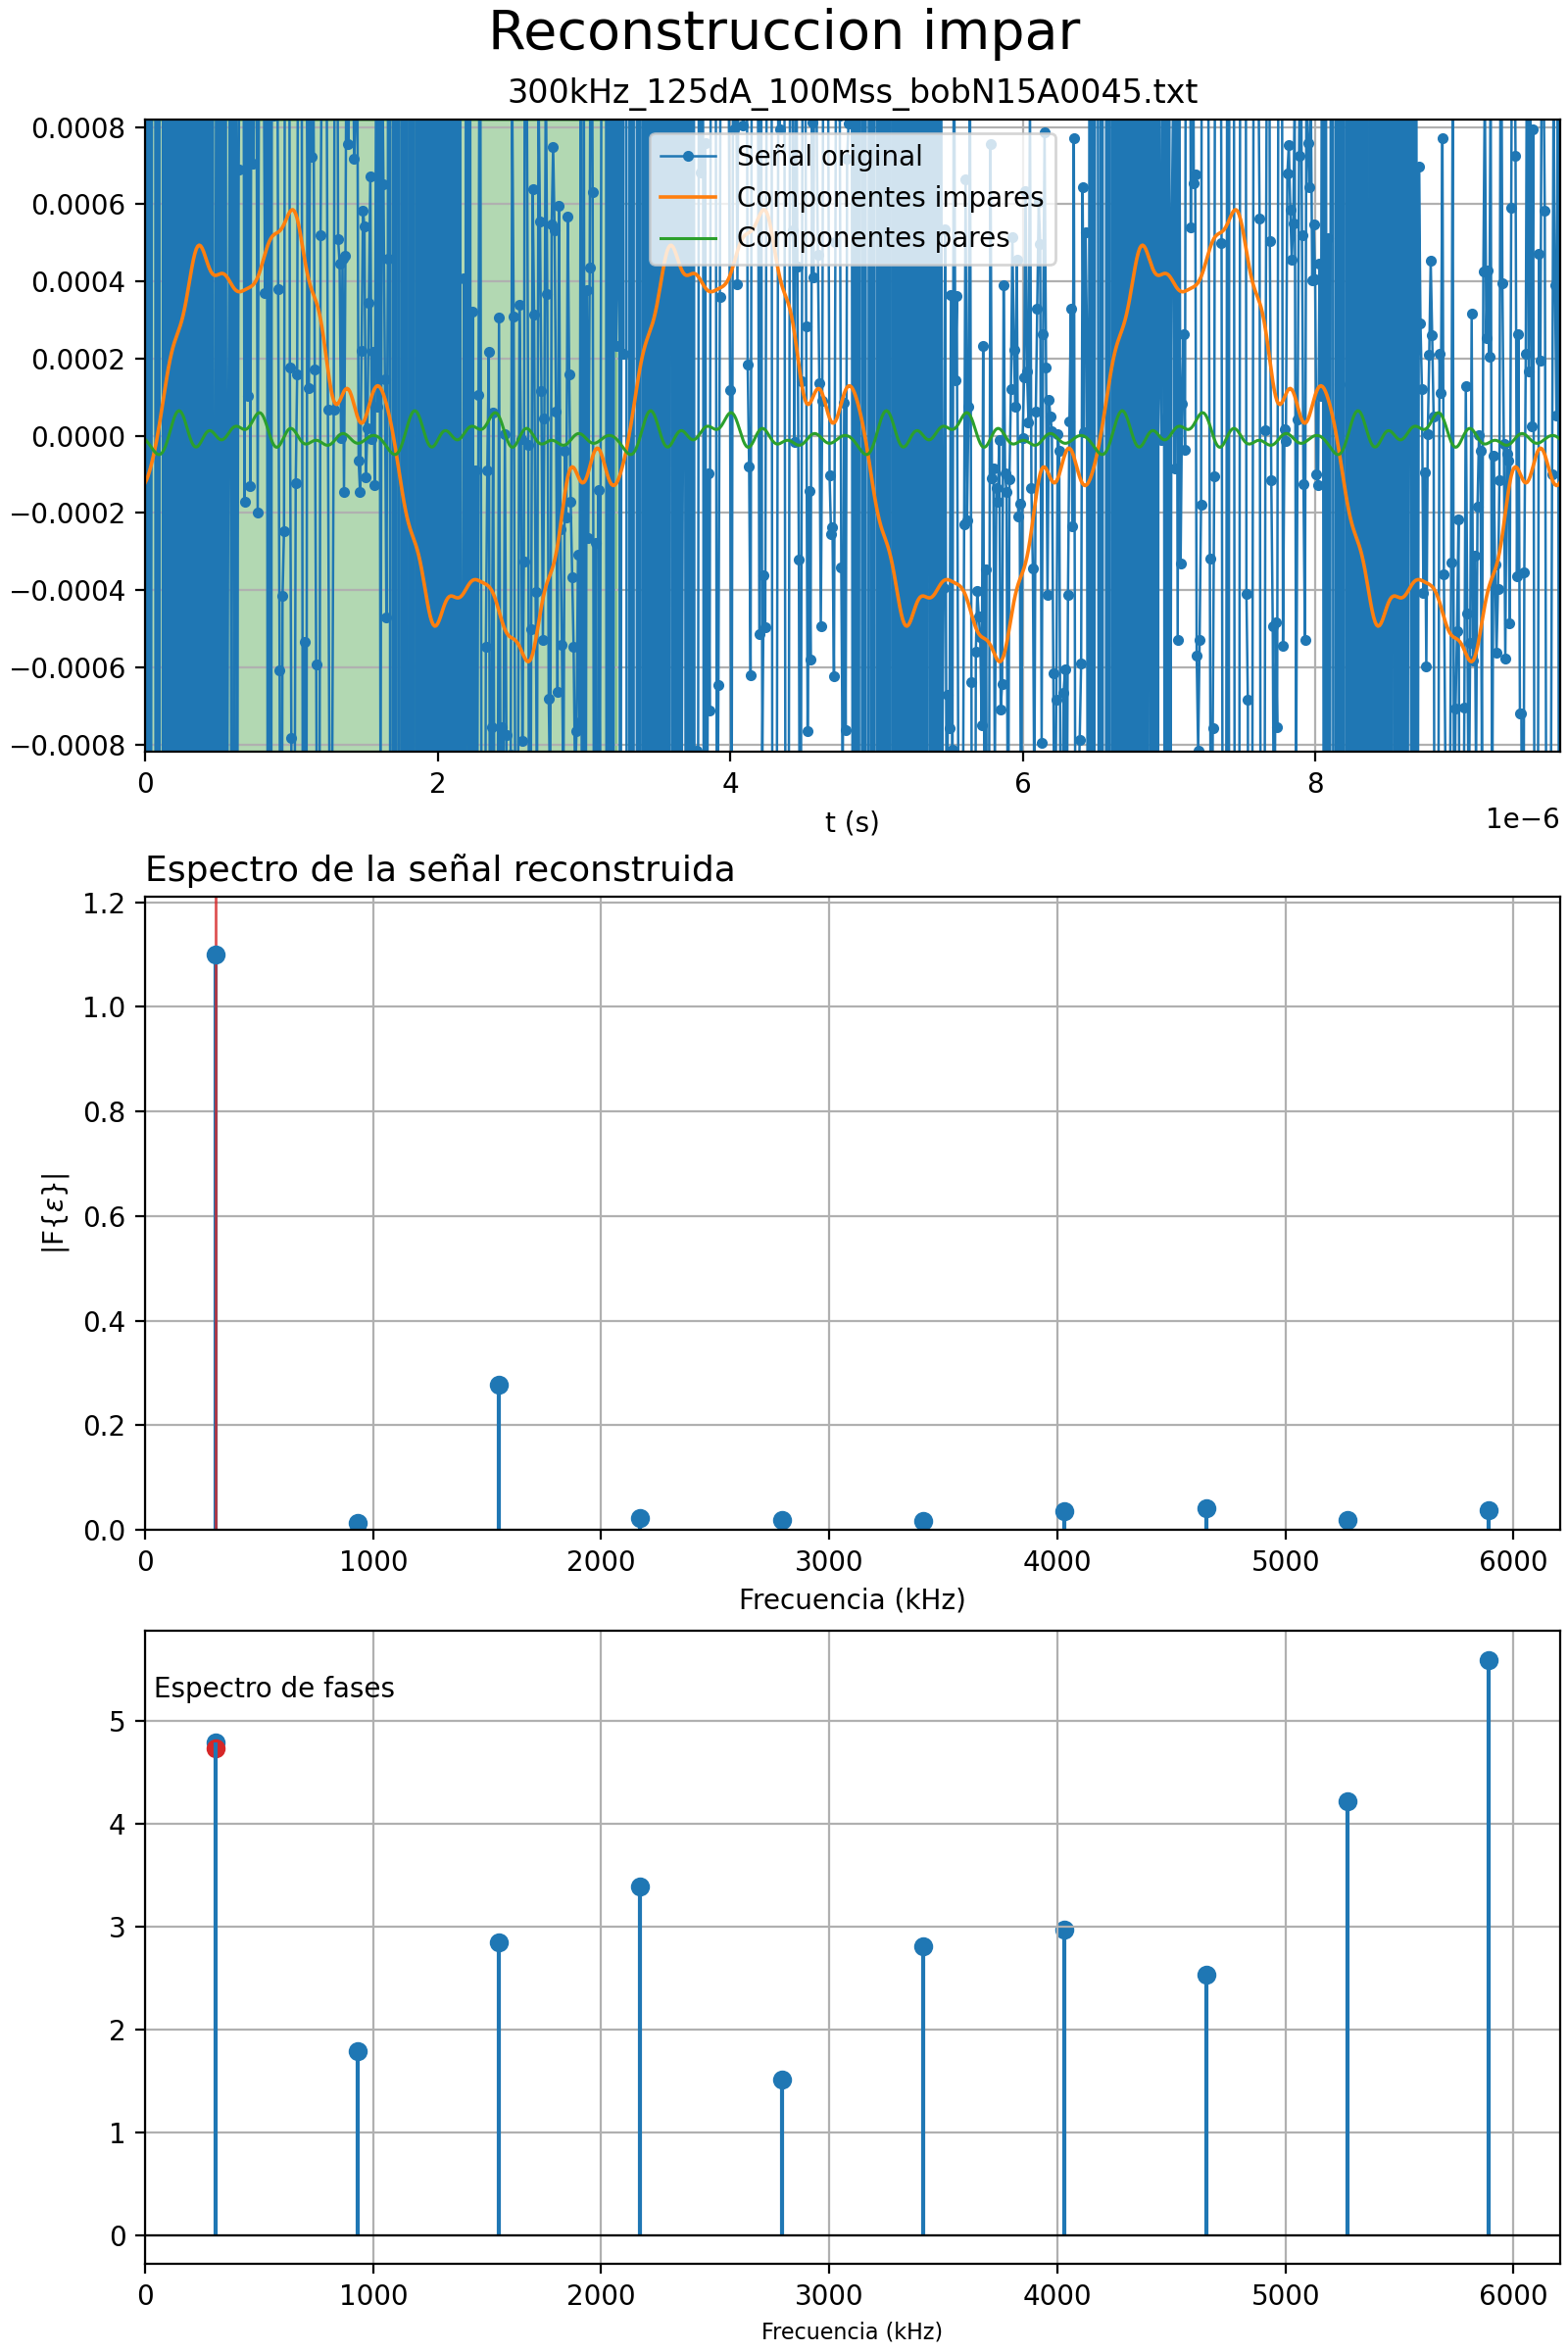 Reconstruccion impar
300kHz_125dA_100Mss_bobN15A0045.txt
0.0008
0.0006
0.0004
0.0002
0.0000
−0.0002
−0.0004
−0.0006
−0.0008
Señal original
Componentes impares
Componentes pares
0 2 4 6 8
t (s)
1e−6
Espectro de la señal reconstruida
1.2
1.0
0.8
0.6
0.4
0.2
0.0
|F{ε}|
0 1000 2000 3000 4000 5000 6000
Frecuencia (kHz)
Espectro de fases
5
4
3
2
1
0
0 1000 2000 3000 4000 5000 6000
Frecuencia (kHz)